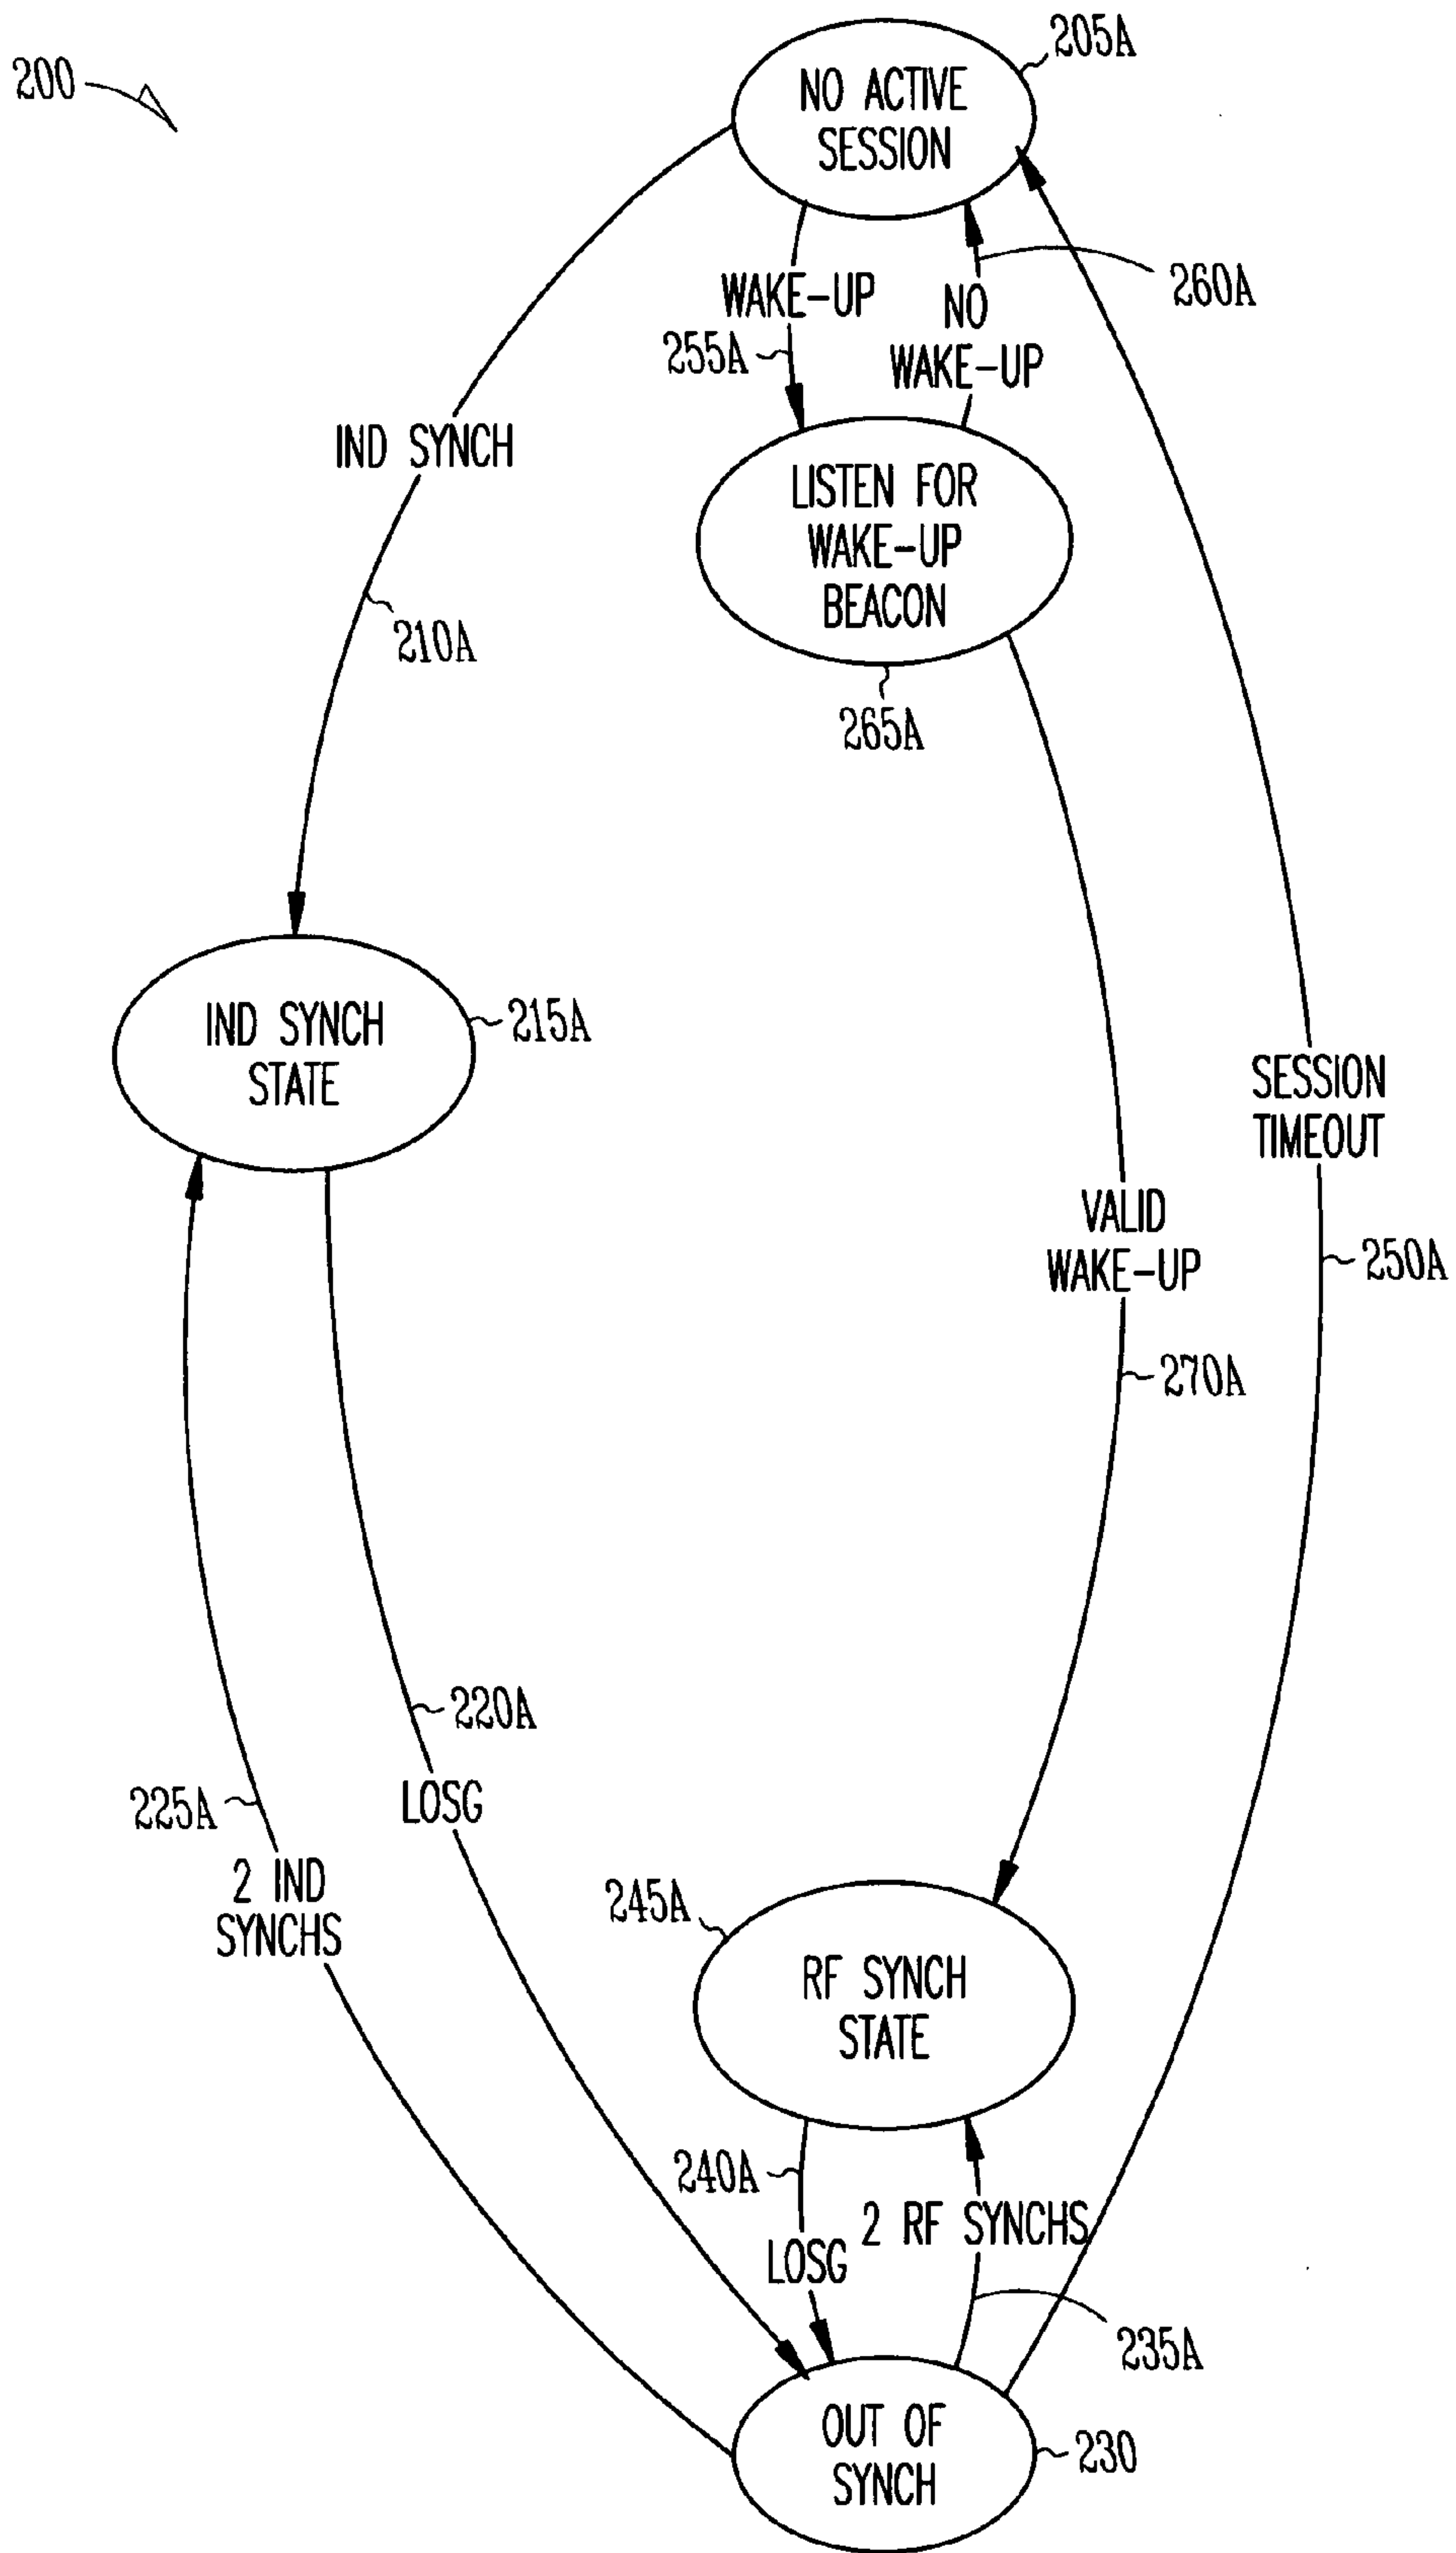 200
205A
NO ACTIVE
SESSION
260A
WAKE-UP
255A
NO
WAKE-UP
IND SYNCH
210A
LISTEN FOR
WAKE-UP
BEACON
265A
IND SYNCH
STATE
215A
SESSION
TIMEOUT
250A
VALID
WAKE-UP
270A
220A
LOSG
225A
2 IND
SYNCHS
245A
RF SYNCH
STATE
240A
LOSG
2 RF SYNCHS
235A
OUT OF
SYNCH
230